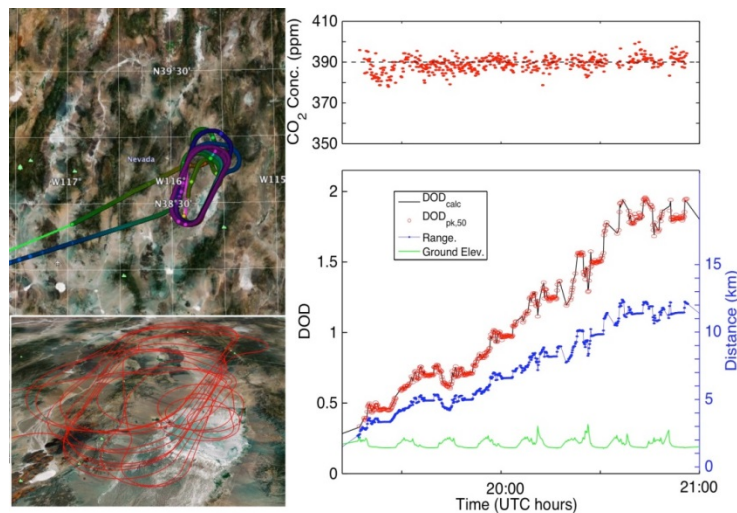 N39°30'
Nevada
W117°
W116°
W115
N38°30'
CO2 Conc. (ppm)
410
390
380
350
DOD
2
1.5
1
0.5
0
DODcalc
DODpk,50
Range.
Ground Elev.
15
10
5
0
Distance (km)
20:00
21:00
Time (UTC hours)